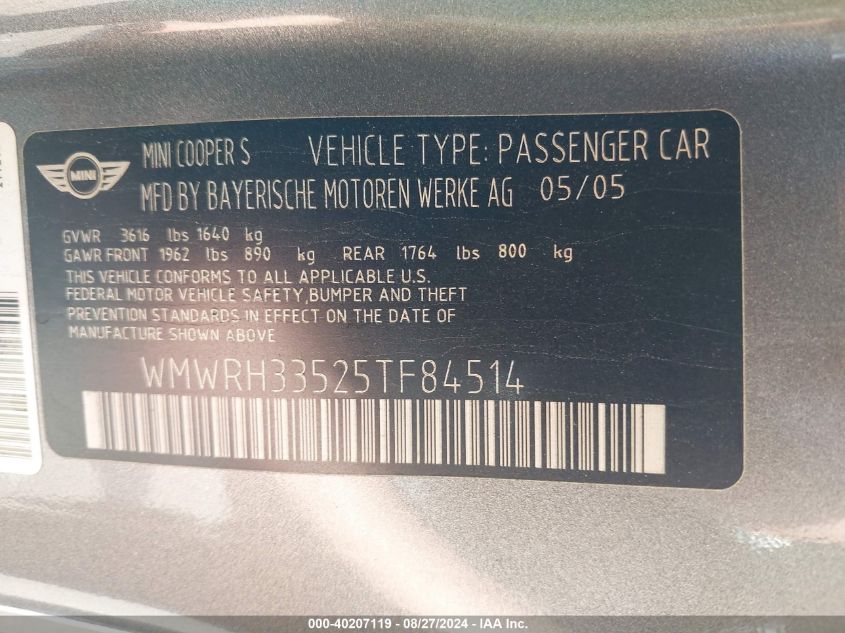 MINI COOPER S VEHICLE TYPE: PASSENGER CAR
MINI
MFD BY BAYERISCHE MOTOREN WERKE AG 05/05
GVWR 3616 lbs 1640 kg
GAWR FRONT 1962 lbs 890 kg REAR 1764 lbs 800 kg
THIS VEHICLE CONFORMS TO ALL APPLICABLE U.S.
FEDERAL MOTOR VEHICLE SAFETY,BUMPER AND THEFT
PREVENTION STANDARDS IN EFFECT ON THE DATE OF
MANUFACTURE SHOWN ABOVE
WMWRH33525TF84514
000-40207119 - 08/27/2024 - IAA Inc.